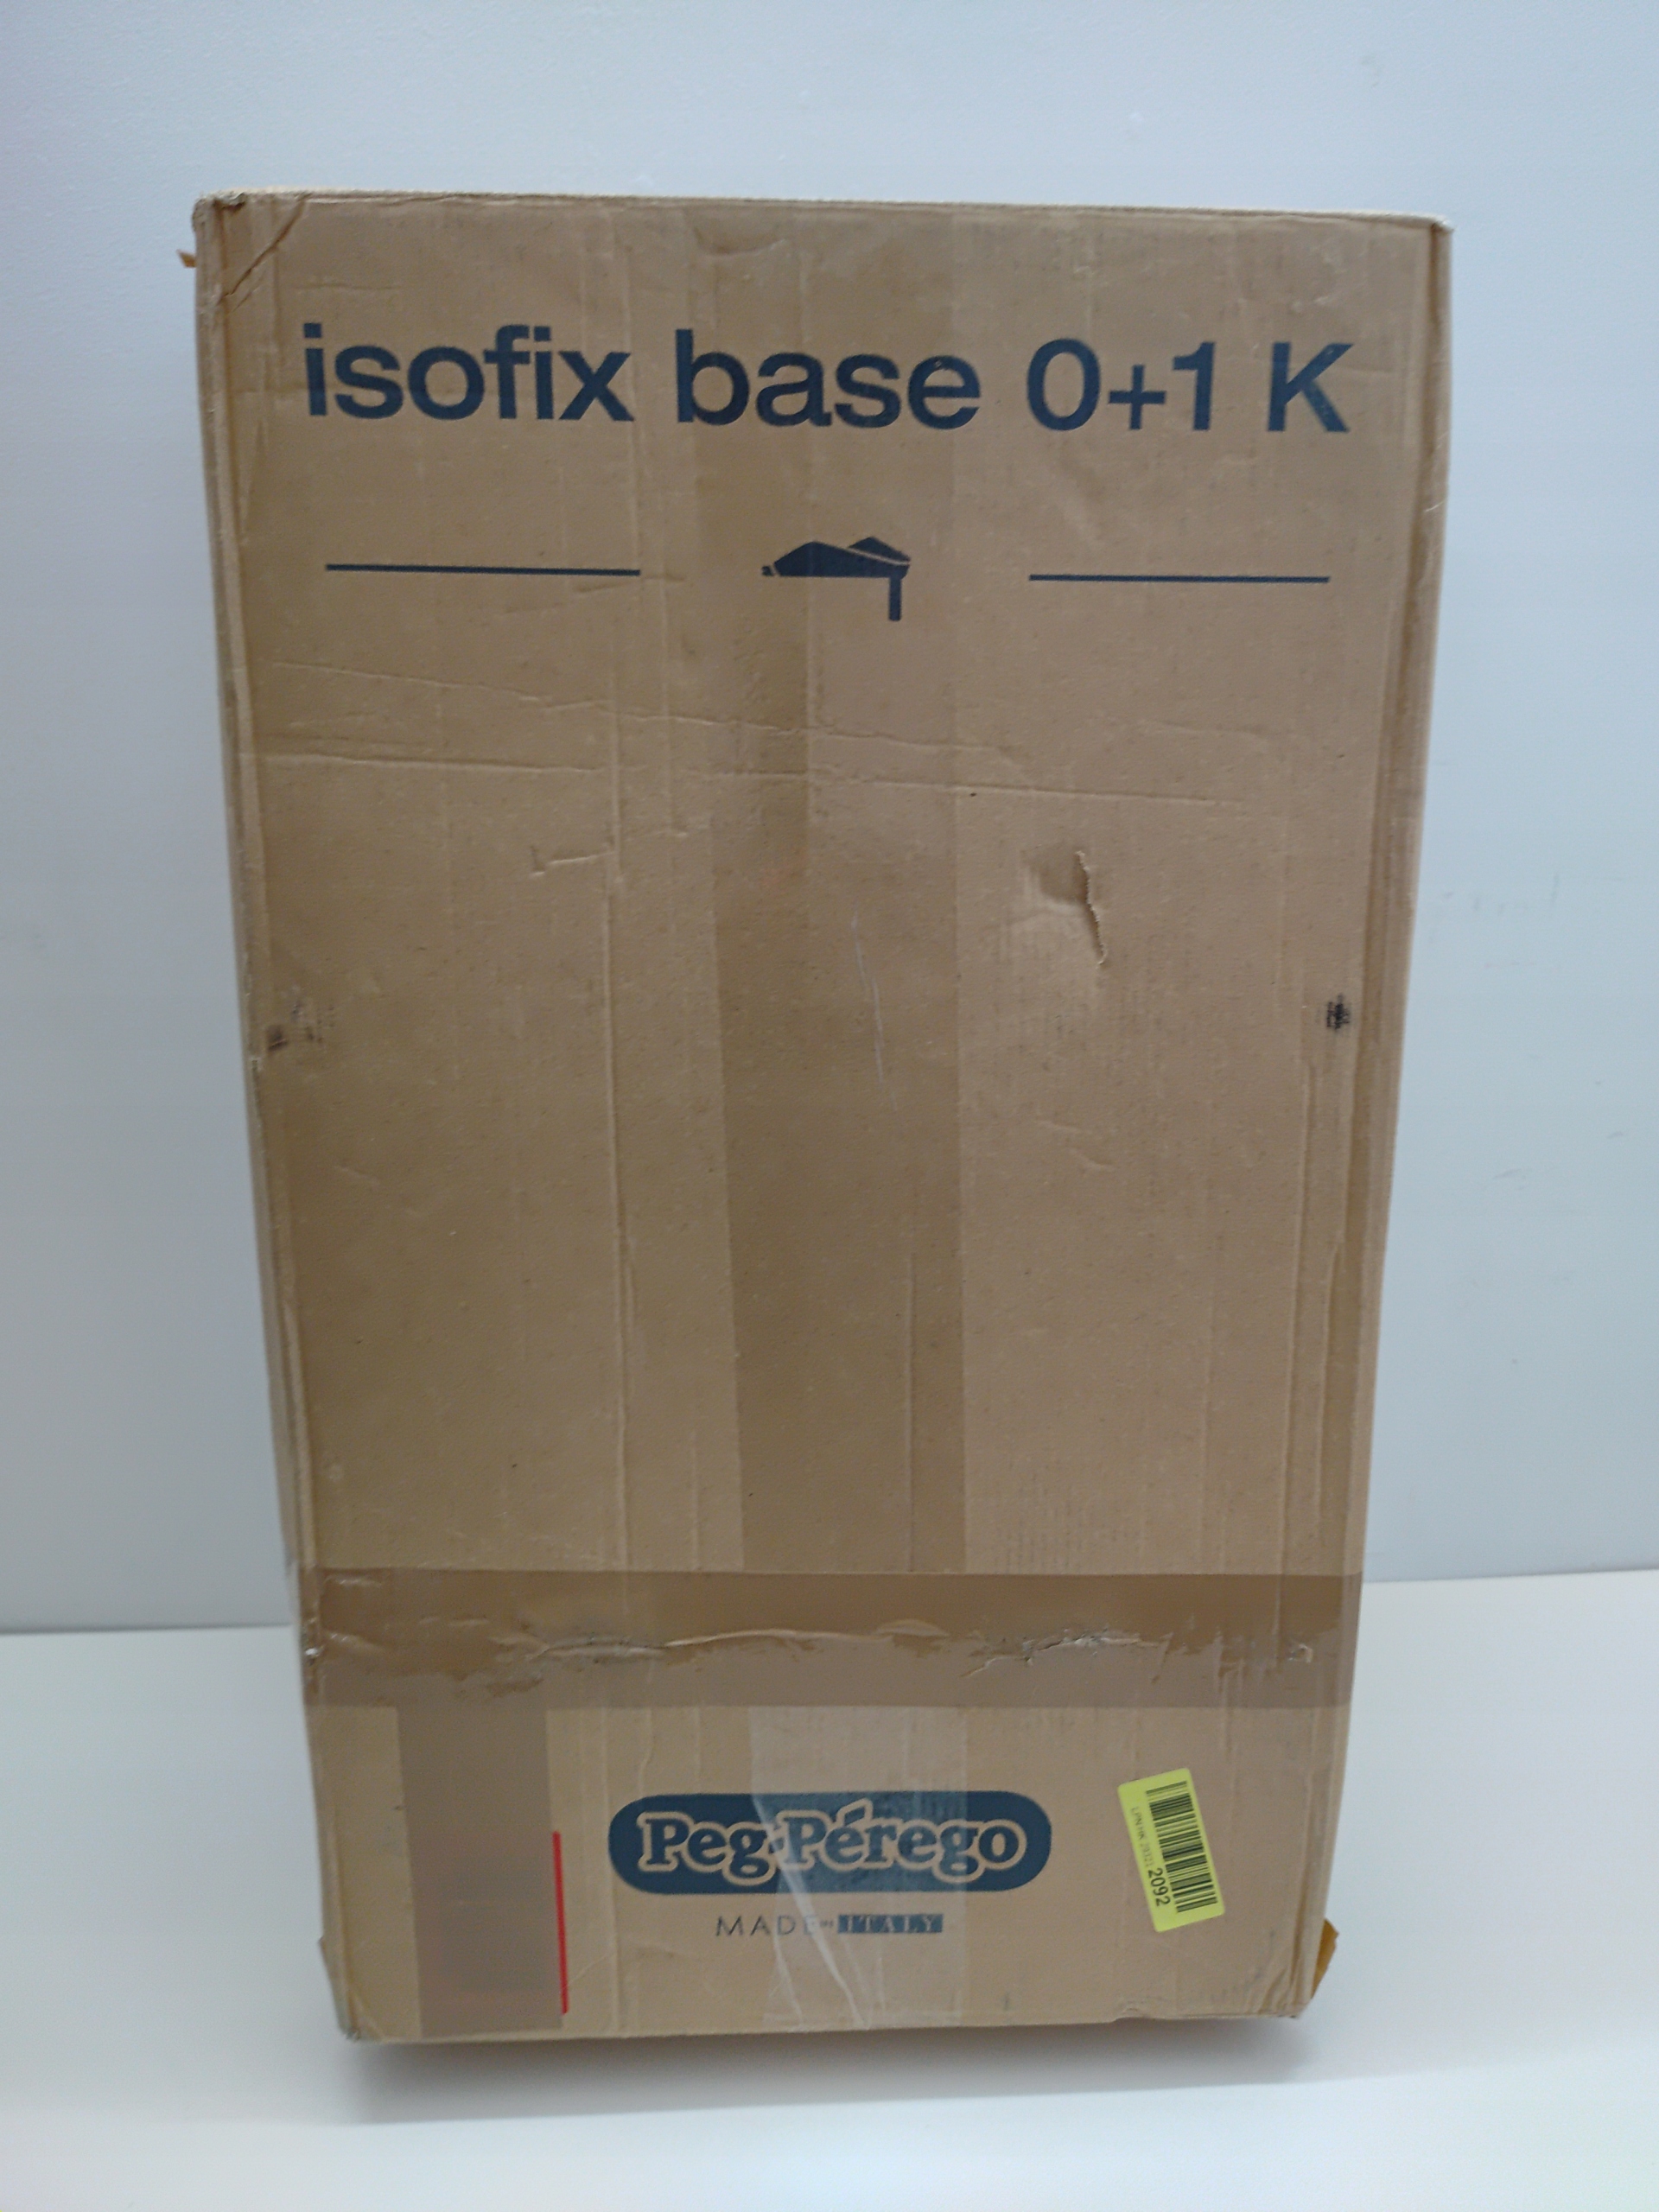 isofix base 0+1 K
Peg-Pérego
MADE IN ITALY
2092